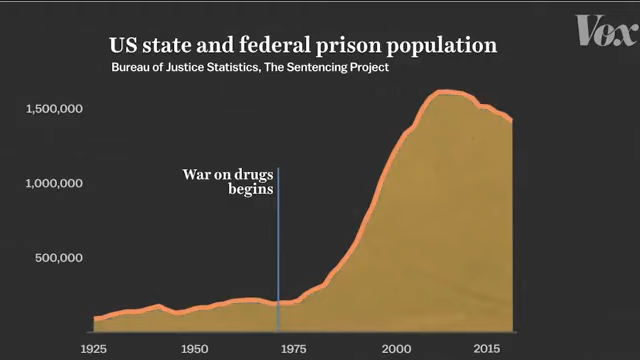 US state and federal prison population
Vox
Bureau of Justice Statistics, The Sentencing Project
1,500,000
War on drugs
begins
1,000,000
500,000
1925
1950
1975
2000
2015